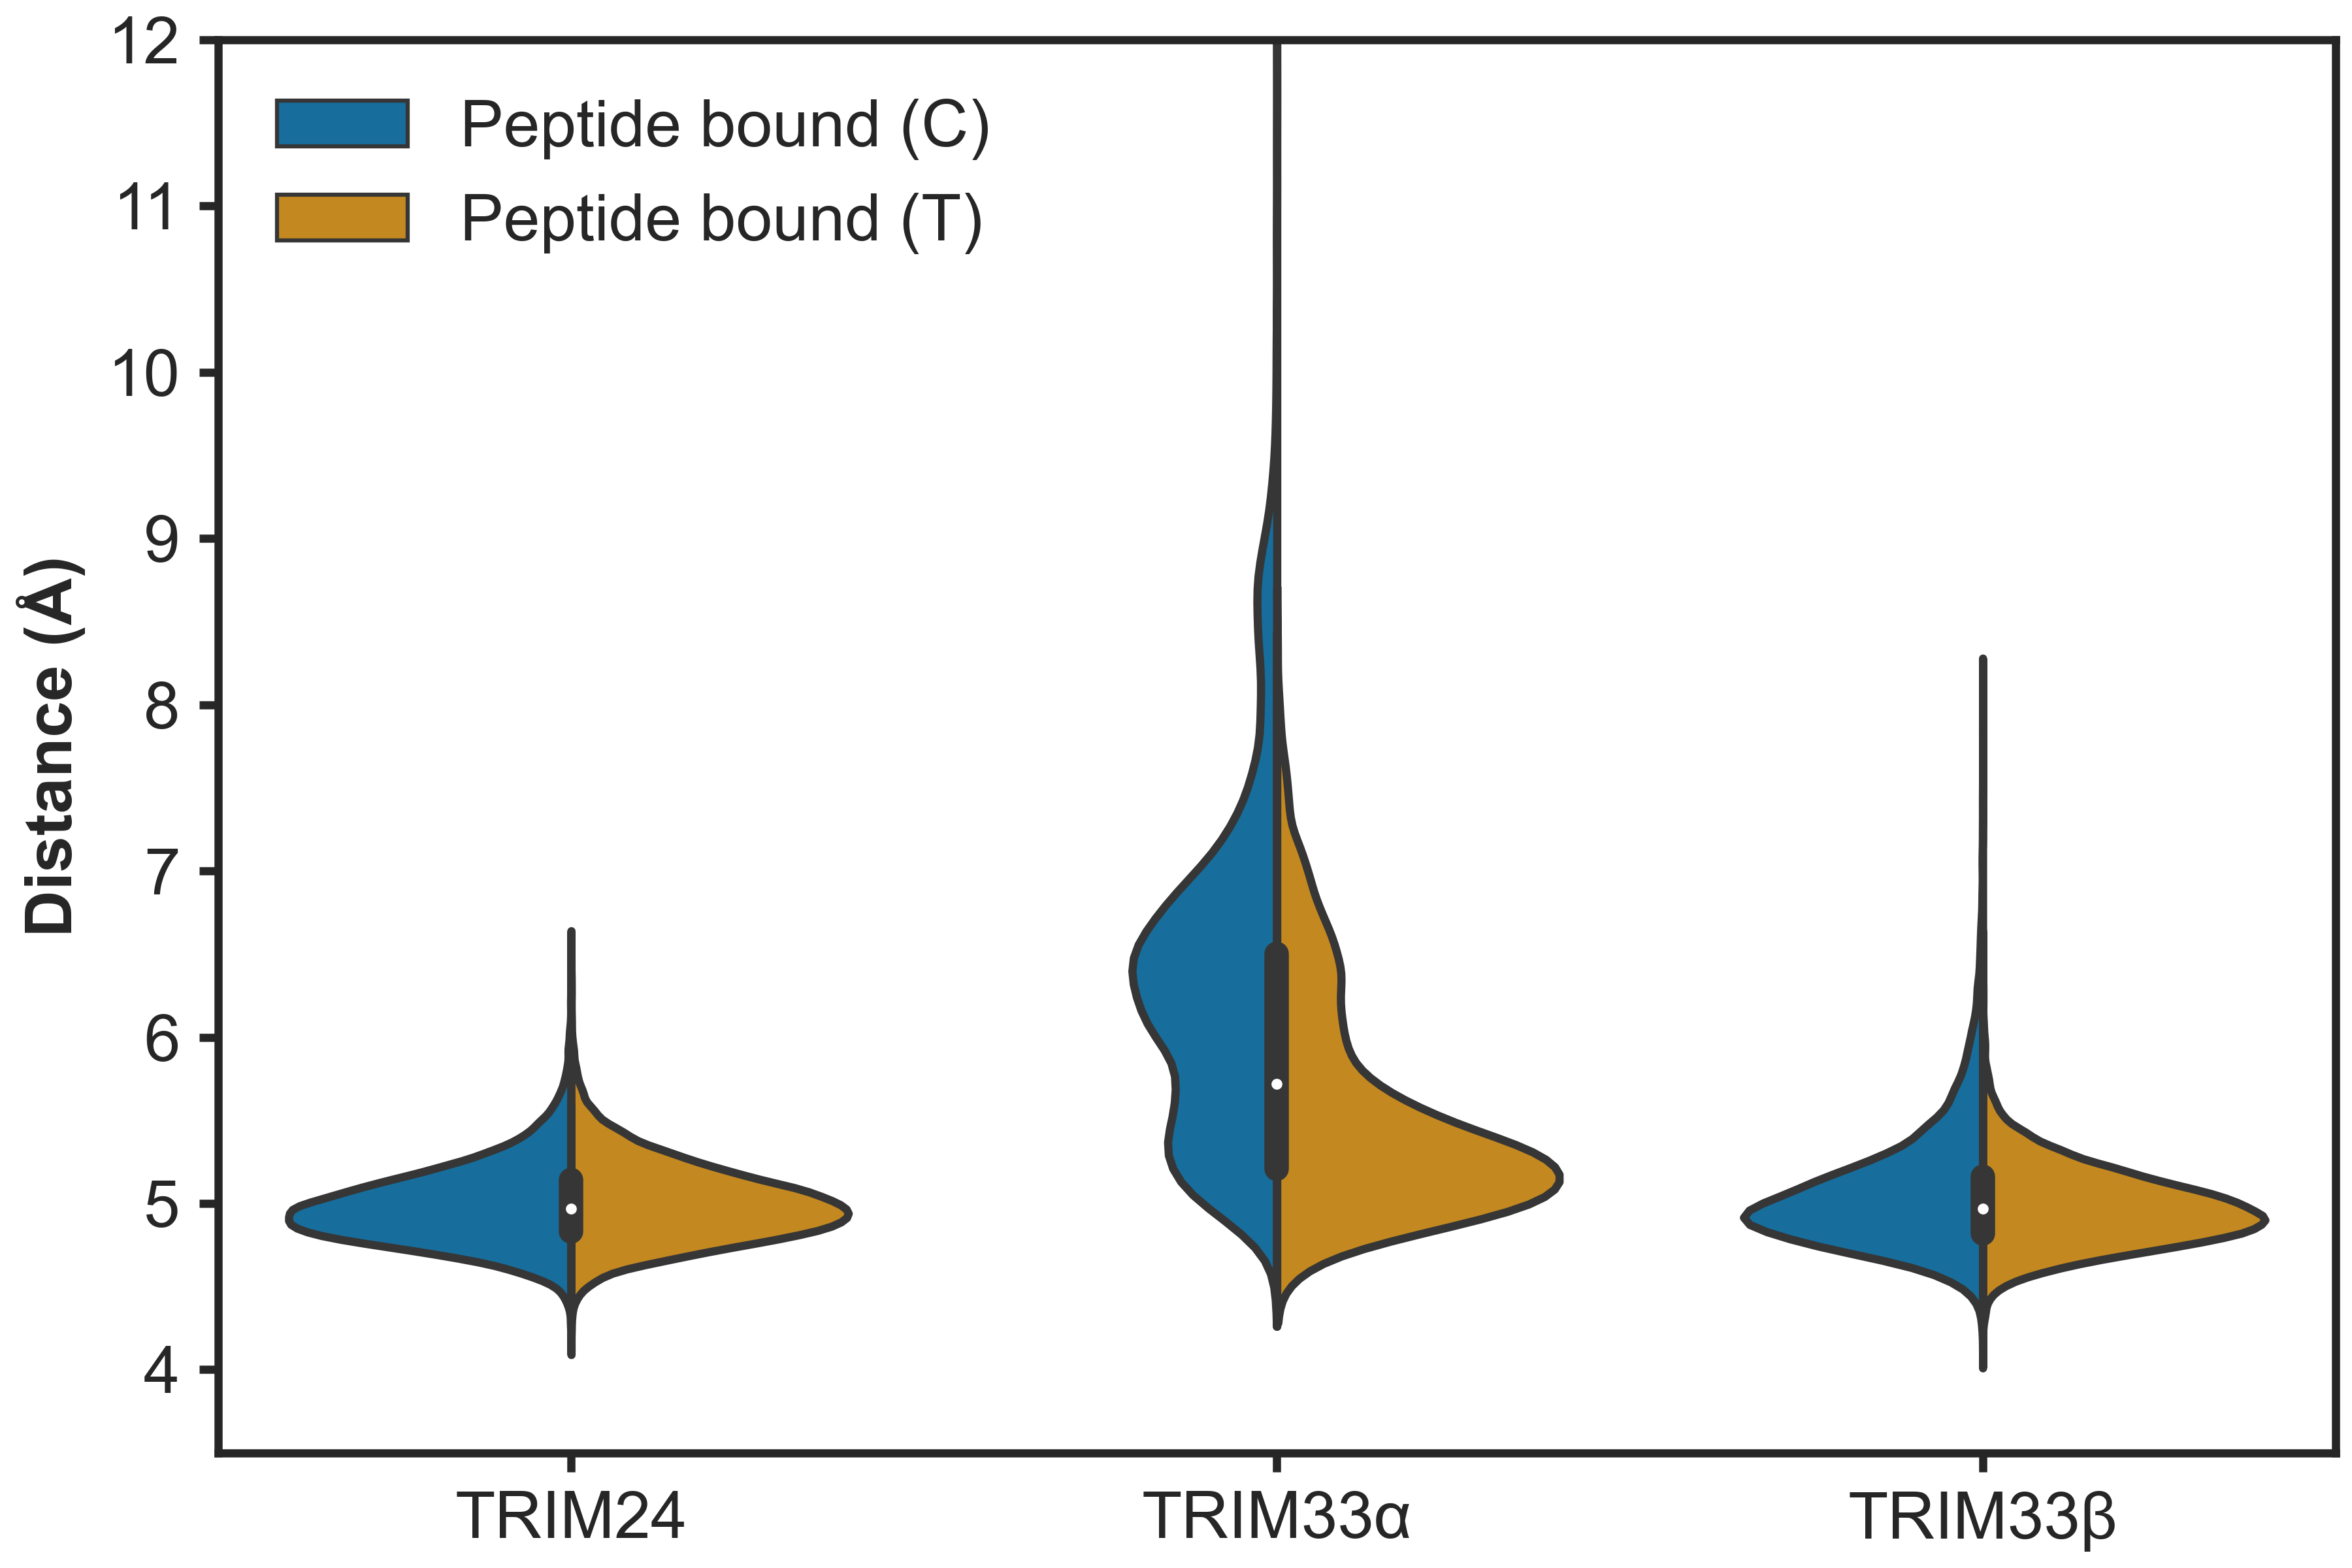 Peptide bound (C)
Peptide bound (T)
Distance (Å)
12
11
10
9
8
7
6
5
4
TRIM24
TRIM33α
TRIM33β